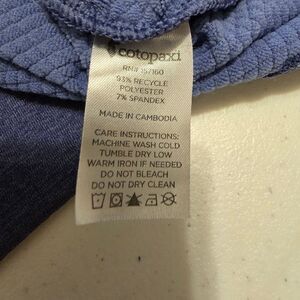 cotopaxi
RN# 157160
93% RECYCLE
POLYESTER
7% SPANDEX
MADE IN CAMBODIA
CARE INSTRUCTIONS:
MACHINE WASH COLD
TUMBLE DRY LOW
WARM IRON IF NEEDED
DO NOT BLEACH
DO NOT DRY CLEAN